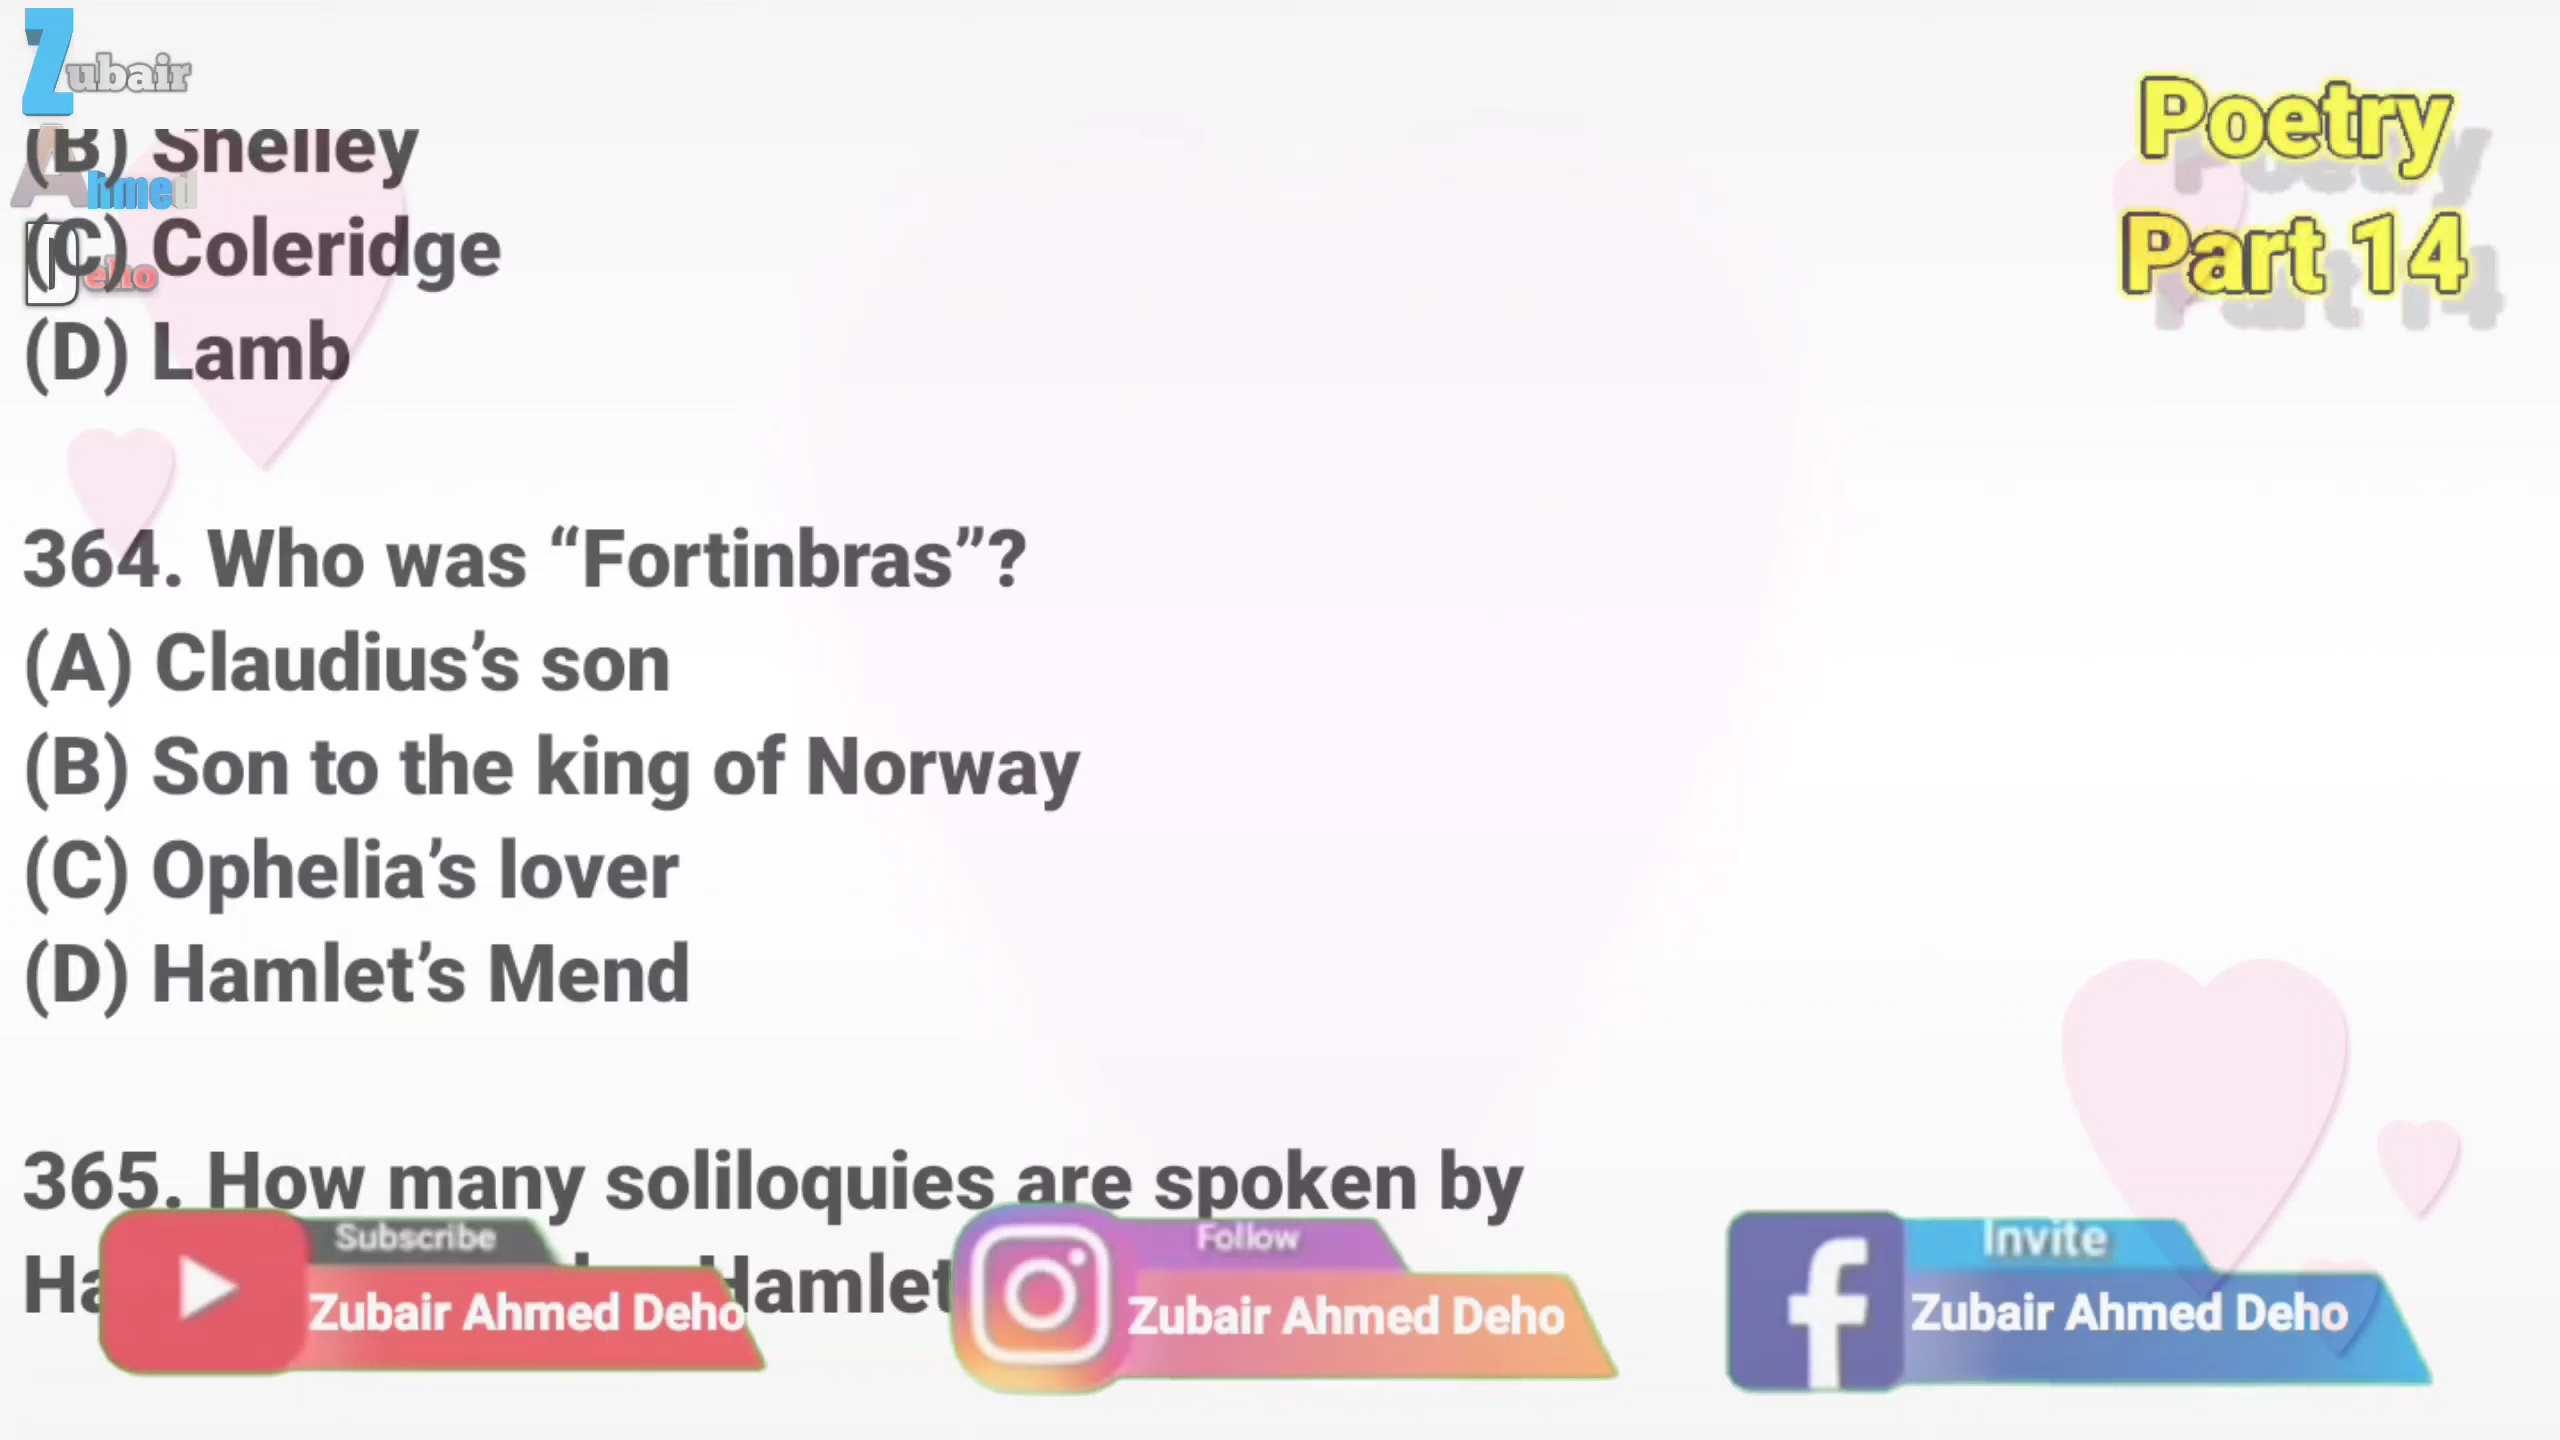 Zubair
Ahmed
Deho
Poetry
Part 14
(B) Shelley
(C) Coleridge
(D) Lamb
364. Who was “Fortinbras”?
(A) Claudius’s son
(B) Son to the king of Norway
(C) Ophelia’s lover
(D) Hamlet’s Mend
365. How many soliloquies are spoken by
Hamlet
Subscribe
Zubair Ahmed Deho
Follow
Zubair Ahmed Deho
Invite
Zubair Ahmed Deho